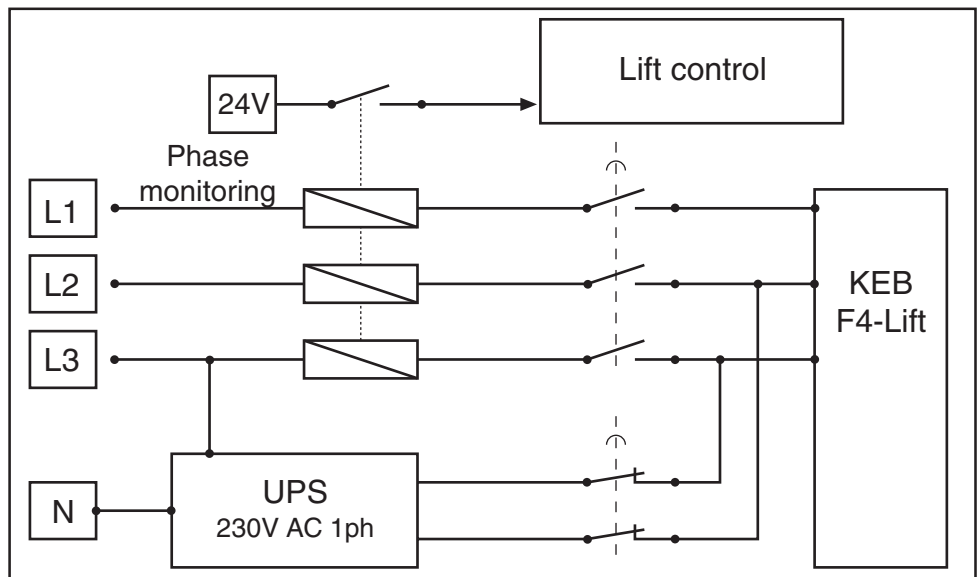 Lift control
24V
Phase
monitoring
L1
L2
L3
KEB
F4-Lift
N
UPS
230V AC 1ph